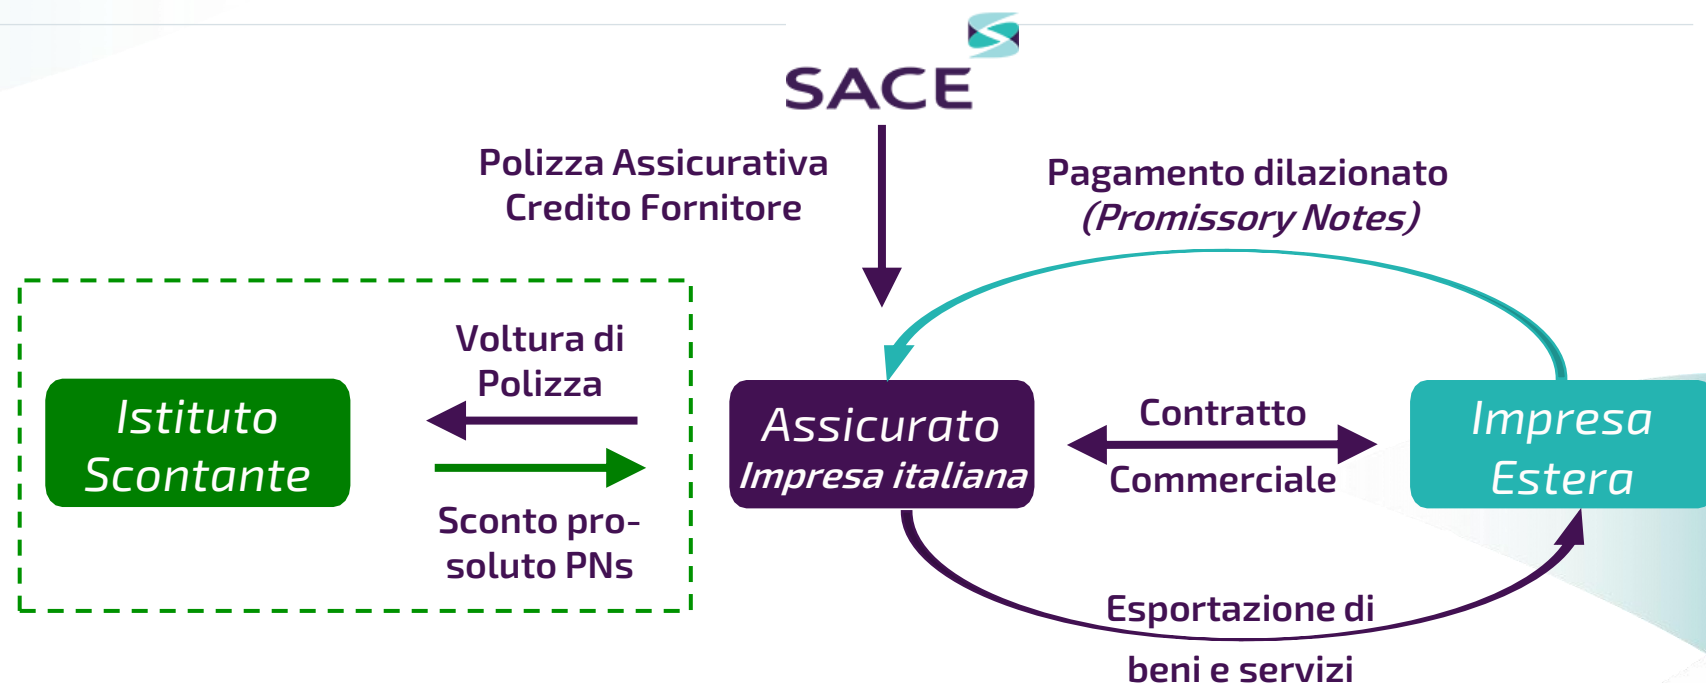 SACE
Polizza Assicurativa
Credito Fornitore
Pagamento dilazionato
(Promissory Notes)
Voltura di
Polizza
Istituto
Scontante
Sconto pro-
soluto PNs
Assicurato
Impresa italiana
Contratto
Commerciale
Impresa
Estera
Esportazione di
beni e servizi